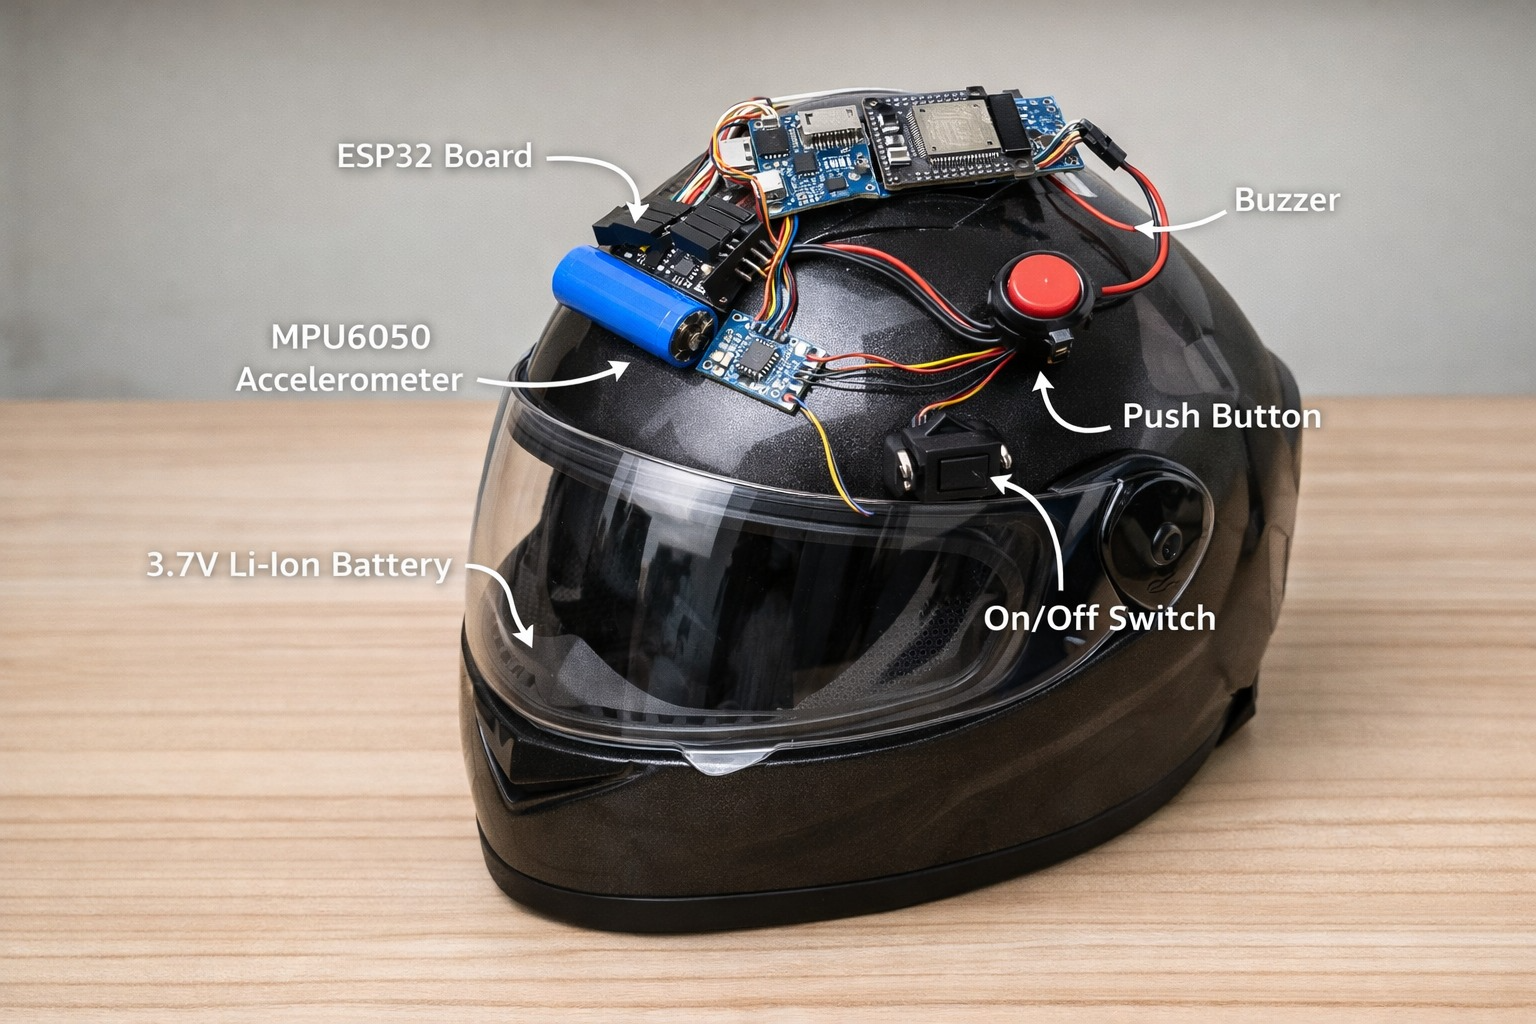 ESP32 Board
Buzzer
MPU6050
Accelerometer
Push Button
3.7V Li-Ion Battery
On/Off Switch